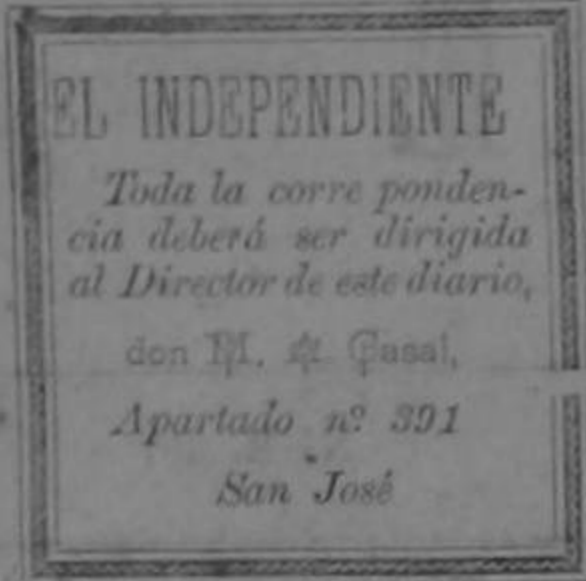 EL INDEPENDIENTE
Toda la corre ponden-
cia deberá ser dirigida
al Director de este diario,
don M. A. Casal,
Apartado nº 391
San José